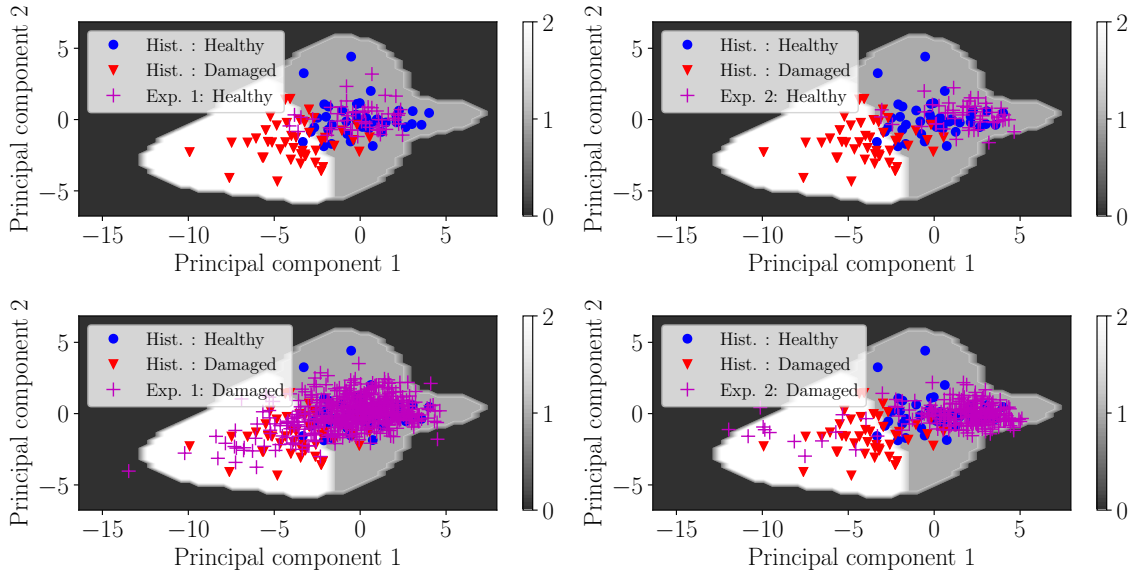 Principal component 2
5
0
−5
Hist. : Healthy
Hist. : Damaged
Exp. 1: Healthy
−15
−10
−5
0
5
Principal component 1
2
1
0
Principal component 2
5
0
−5
Hist. : Healthy
Hist. : Damaged
Exp. 2: Healthy
−15
−10
−5
0
5
Principal component 1
2
1
0
Principal component 2
5
0
−5
Hist. : Healthy
Hist. : Damaged
Exp. 1: Damaged
−15
−10
−5
0
5
Principal component 1
2
1
0
Principal component 2
5
0
−5
Hist. : Healthy
Hist. : Damaged
Exp. 2: Damaged
−15
−10
−5
0
5
Principal component 1
2
1
0